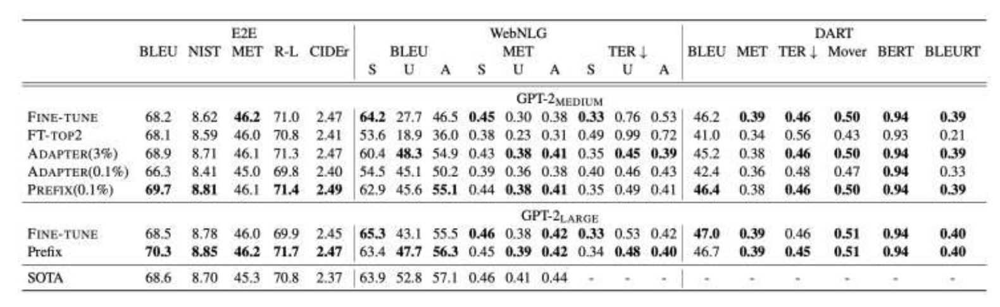 E2E WebNLG DART
BLEU NIST MET R-L CIDEr BLEU MET TER ↓ BLEU MET TER ↓ Mover BERT BLEURT
S U A S U A S U A
GPT-2MEDIUM
FINE-TUNE 68.2 8.62 46.2 71.0 2.47 64.2 27.7 46.5 0.45 0.30 0.38 0.33 0.76 0.53 46.2 0.39 0.46 0.50 0.94 0.39
FT-TOP2 68.1 8.59 46.0 70.8 2.41 53.6 18.9 36.0 0.38 0.23 0.31 0.49 0.99 0.72 41.0 0.34 0.56 0.43 0.93 0.21
ADAPTER(3%) 68.9 8.71 46.1 71.3 2.47 60.4 48.3 54.9 0.43 0.38 0.41 0.35 0.45 0.39 45.2 0.38 0.46 0.50 0.94 0.39
ADAPTER(0.1%) 66.3 8.41 45.0 69.8 2.40 54.5 45.1 50.2 0.39 0.36 0.38 0.40 0.46 0.43 42.4 0.36 0.48 0.47 0.94 0.33
PREFIX(0.1%) 69.7 8.81 46.1 71.4 2.49 62.9 45.6 55.1 0.44 0.38 0.41 0.35 0.49 0.41 46.4 0.38 0.46 0.50 0.94 0.39
GPT-2LARGE
FINE-TUNE 68.5 8.78 46.0 69.9 2.45 65.3 43.1 55.5 0.46 0.38 0.42 0.33 0.53 0.42 47.0 0.39 0.46 0.51 0.94 0.40
Prefix 70.3 8.85 46.2 71.7 2.47 63.4 47.7 56.3 0.45 0.39 0.42 0.34 0.48 0.40 46.7 0.39 0.45 0.51 0.94 0.40
SOTA 68.6 8.70 45.3 70.8 2.37 63.9 52.8 57.1 0.46 0.41 0.44 - - - - - - - - -